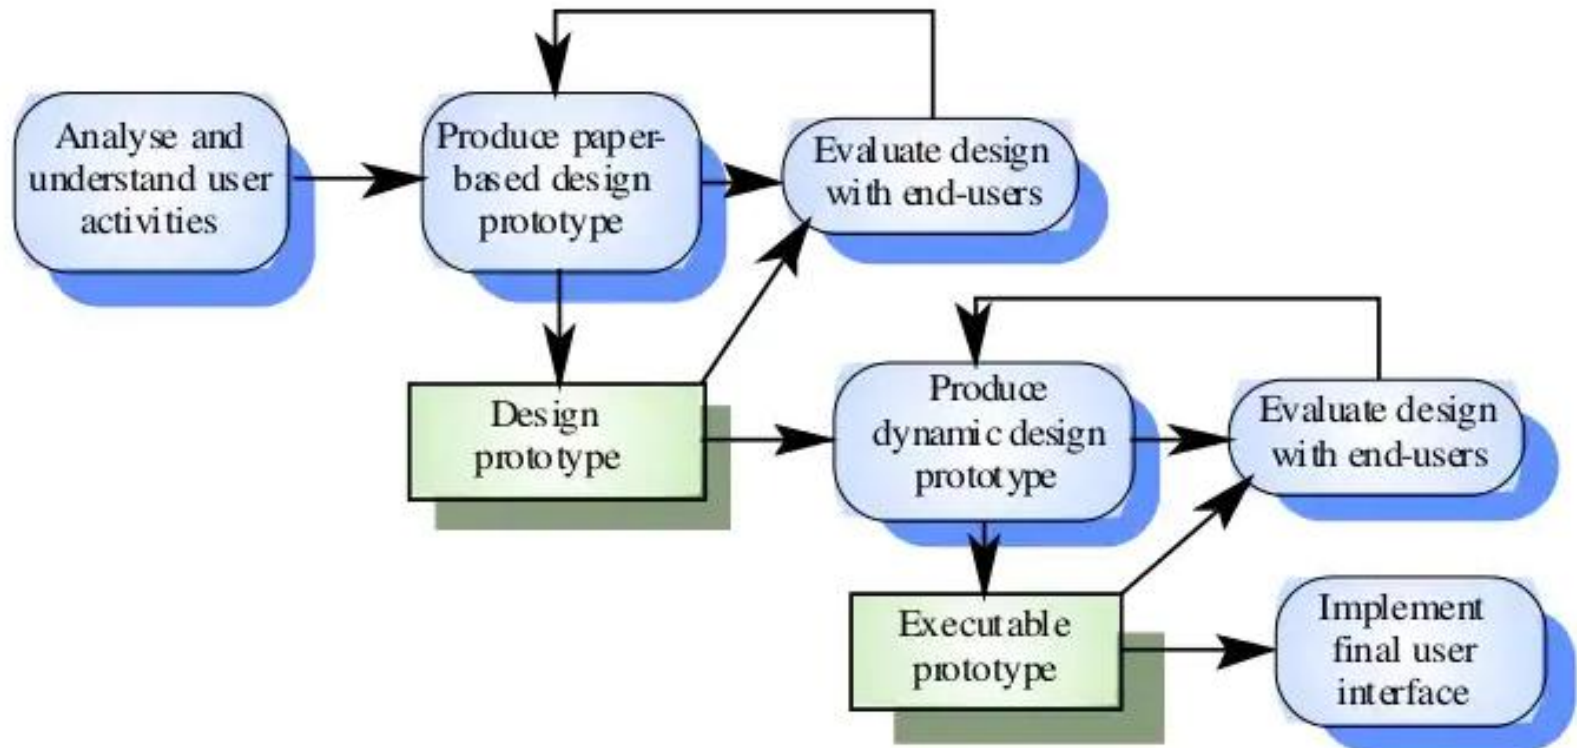 Analyse and
understand user
activities
Produce paper-
based design
prototype
Evaluate design
with end-users
Design
prototype
Produce
dynamic design
prototype
Evaluate design
with end-users
Executable
prototype
Implement
final user
interface